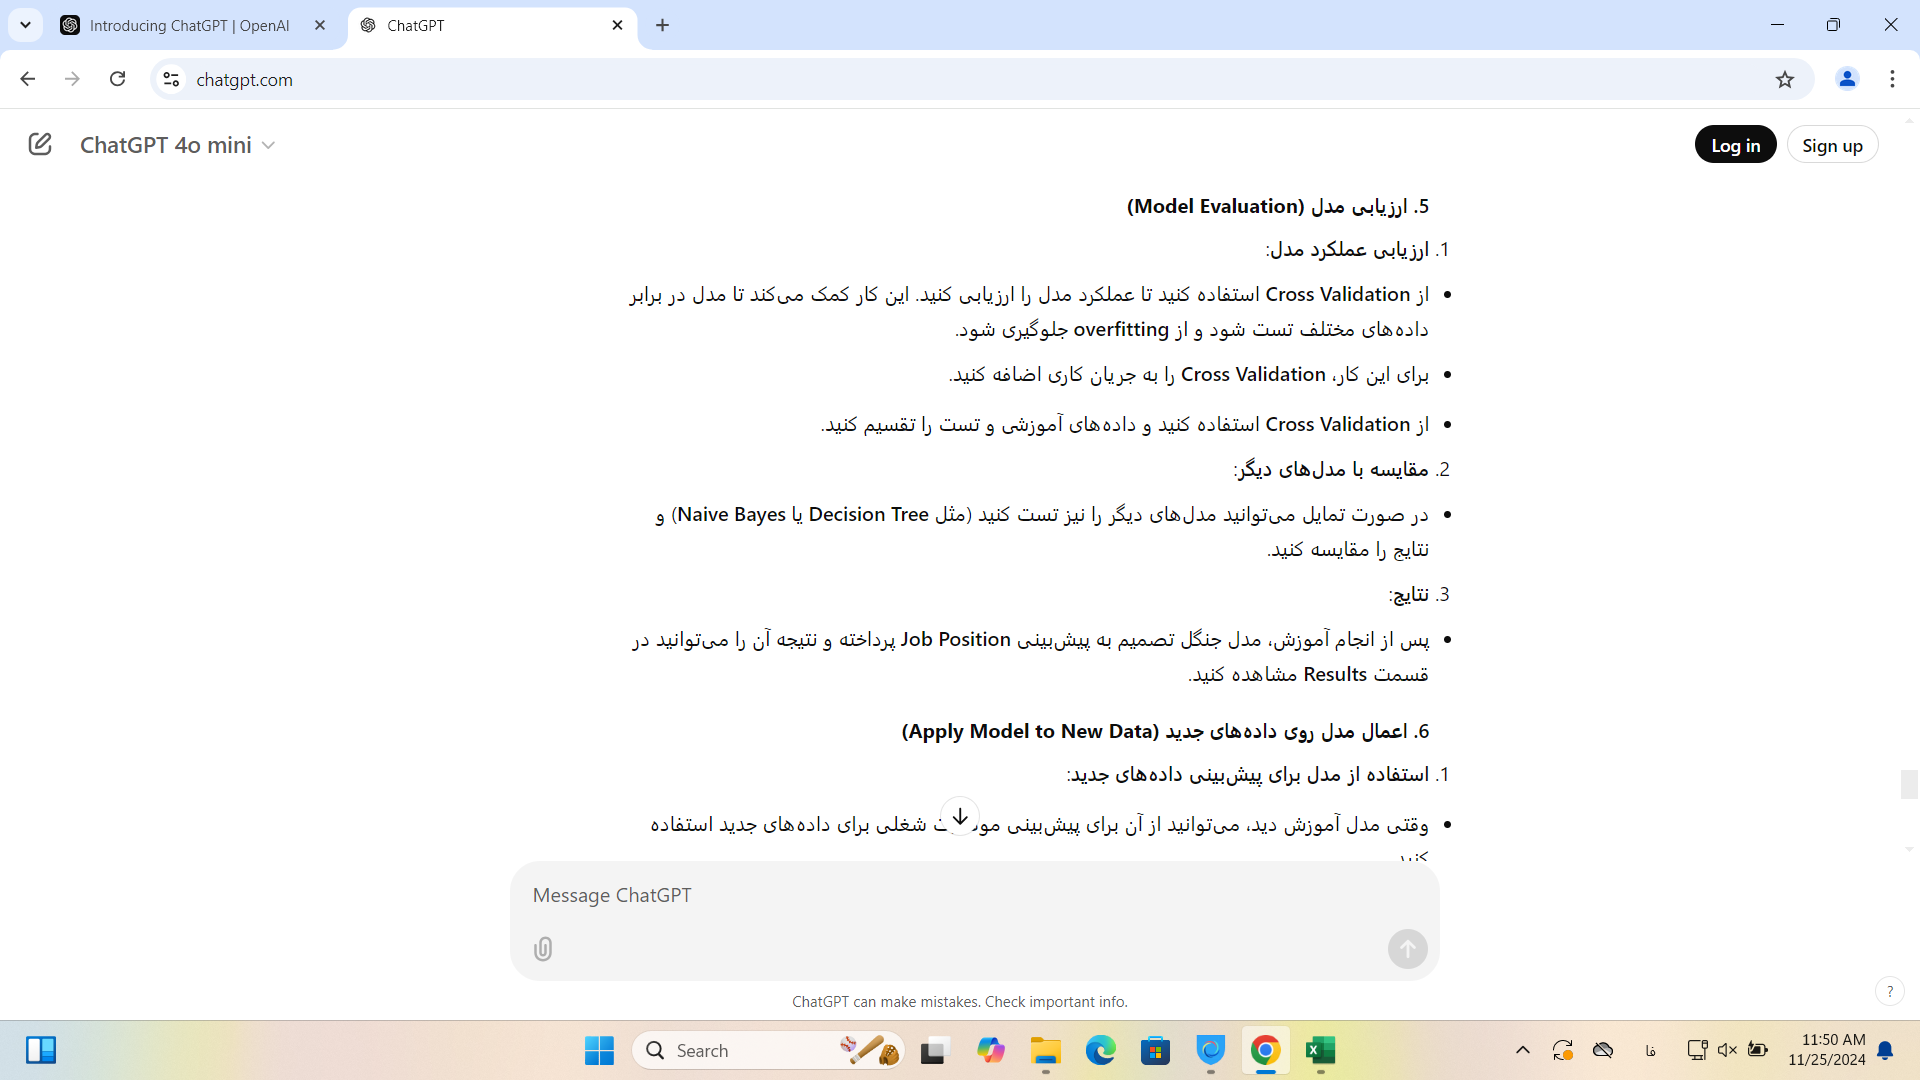 Introducing ChatGPT | OpenAI
ChatGPT
chatgpt.com
ChatGPT 4o mini
Log in
Sign up
5. ارزیابی مدل (Model Evaluation)
1. ارزیابی عملکرد مدل:
از Cross Validation استفاده کنید تا عملکرد مدل را ارزیابی کنید. این کار کمک می‌کند تا مدل در برابر
داده‌های مختلف تست شود و از overfitting جلوگیری شود.
برای این کار، Cross Validation را به جریان کاری اضافه کنید.
از Cross Validation استفاده کنید و داده‌های آموزشی و تست را تقسیم کنید.
2. مقایسه با مدل‌های دیگر:
در صورت تمایل می‌توانید مدل‌های دیگر را نیز تست کنید (مثل Decision Tree یا Naive Bayes) و
نتایج را مقایسه کنید.
3. نتایج:
پس از انجام آموزش، مدل جنگل تصمیم به پیش‌بینی Job Position پرداخته و نتیجه آن را می‌توانید در
قسمت Results مشاهده کنید.
6. اعمال مدل روی داده‌های جدید (Apply Model to New Data)
1. استفاده از مدل برای پیش‌بینی داده‌های جدید:
وقتی مدل آموزش دید، می‌توانید از آن برای پیش‌بینی شغلی برای داده‌های جدید استفاده
Message ChatGPT
ChatGPT can make mistakes. Check important info.
?
Search
فا
11:50 AM
11/25/2024